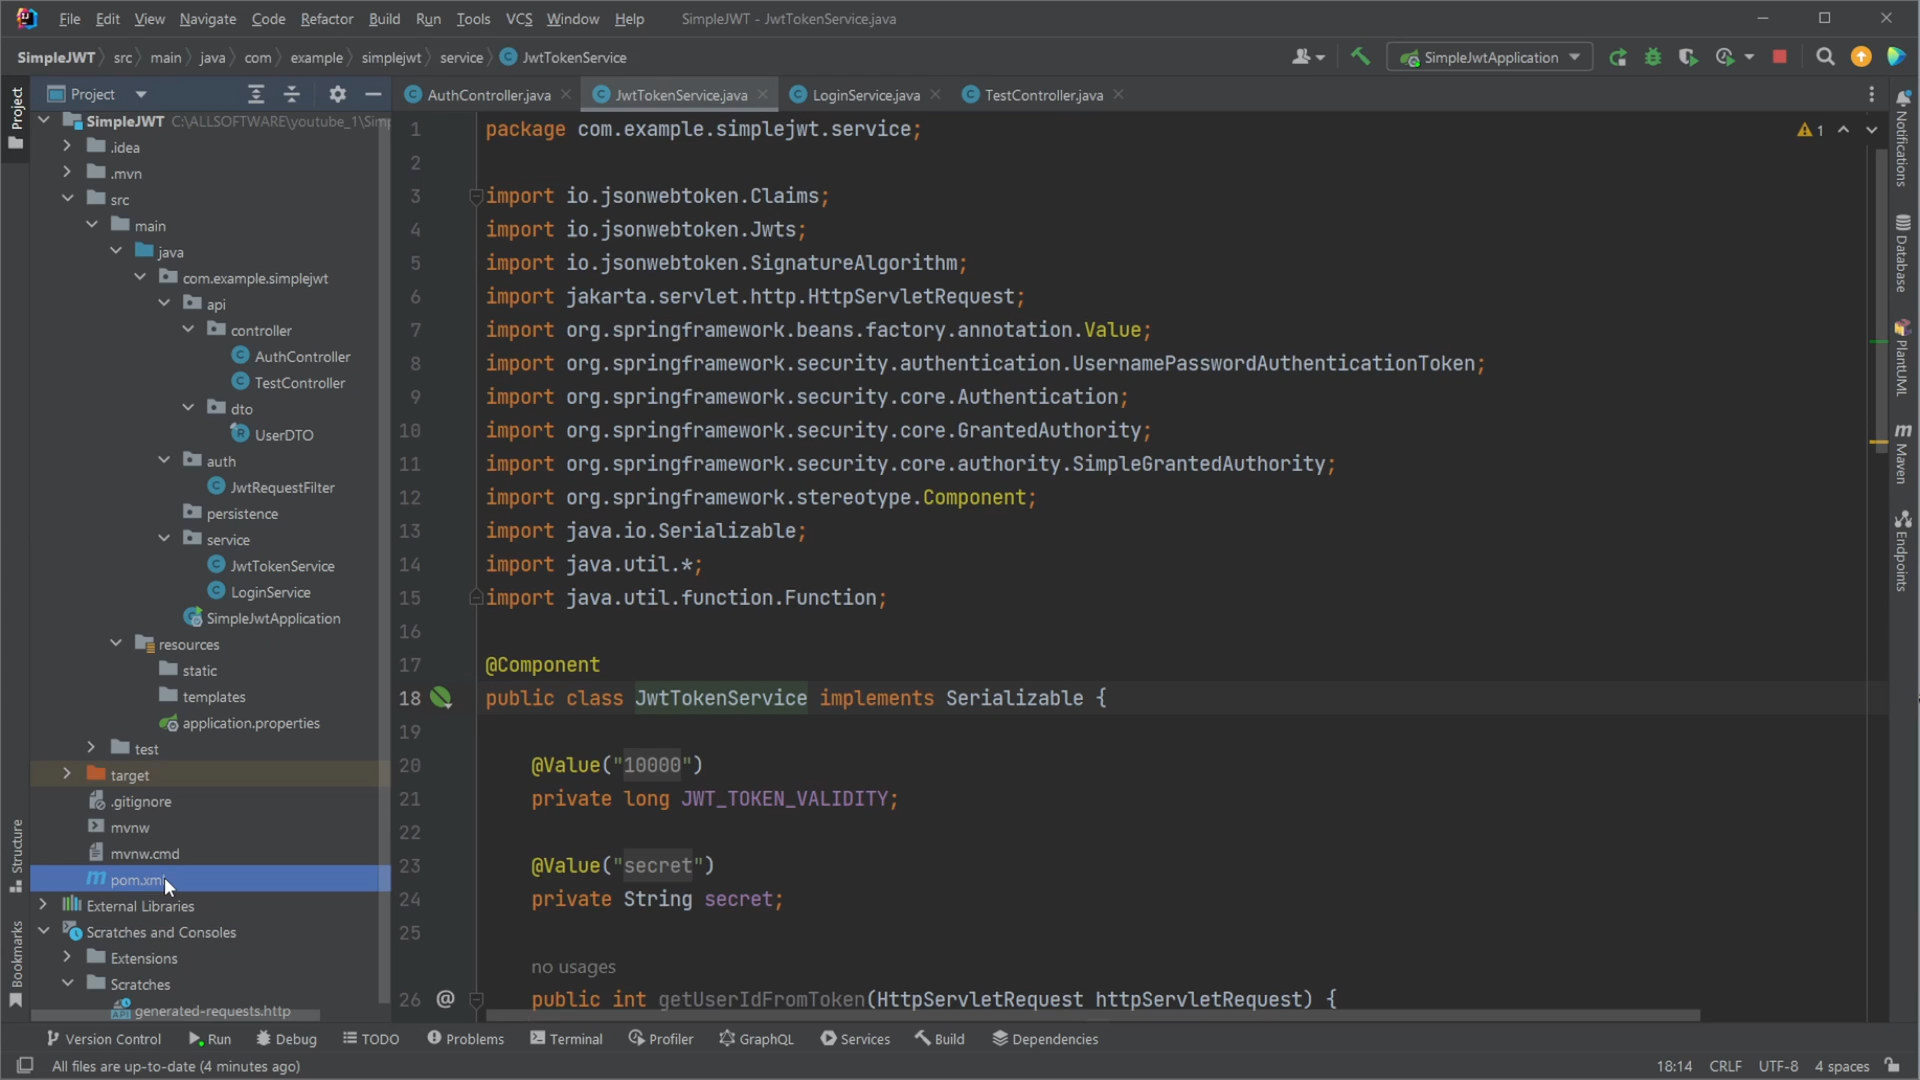 File Edit View Navigate Code Refactor Build Run Tools VCS Window Help SimpleJWT - JwtTokenService.java
SimpleJWT src main java com example simplejwt service JwtTokenService SimpleJwtApplication
Project
AuthController.java JwtTokenService.java LoginService.java TestController.java
SimpleJWT C:\ALLSOFTWARE\youtube_1\Simp
.idea
.mvn
src
main
java
com.example.simplejwt
api
controller
AuthController
TestController
dto
UserDTO
auth
JwtRequestFilter
persistence
service
JwtTokenService
LoginService
SimpleJwtApplication
resources
static
templates
application.properties
test
target
.gitignore
mvnw
mvnw.cmd
pom.xml
External Libraries
Scratches and Consoles
Extensions
Scratches
generated-requests.http
1 package com.example.simplejwt.service;
2
3 import io.jsonwebtoken.Claims;
4 import io.jsonwebtoken.Jwts;
5 import io.jsonwebtoken.SignatureAlgorithm;
6 import jakarta.servlet.http.HttpServletRequest;
7 import org.springframework.beans.factory.annotation.Value;
8 import org.springframework.security.authentication.UsernamePasswordAuthenticationToken;
9 import org.springframework.security.core.Authentication;
10 import org.springframework.security.core.GrantedAuthority;
11 import org.springframework.security.core.authority.SimpleGrantedAuthority;
12 import org.springframework.stereotype.Component;
13 import java.io.Serializable;
14 import java.util.*;
15 import java.util.function.Function;
16
17 @Component
18 public class JwtTokenService implements Serializable {
19
20 @Value("10000")
21 private long JWT_TOKEN_VALIDITY;
22
23 @Value("secret")
24 private String secret;
25
no usages
26 @ public int getUserIdFromToken(HttpServletRequest httpServletRequest) {
1
Project
Structure
Bookmarks
Notifications
Database
PlantUML
Maven
Endpoints
Version Control Run Debug TODO Problems Terminal Profiler GraphQL Services Build Dependencies
All files are up-to-date (4 minutes ago) 18:14 CRLF UTF-8 4 spaces